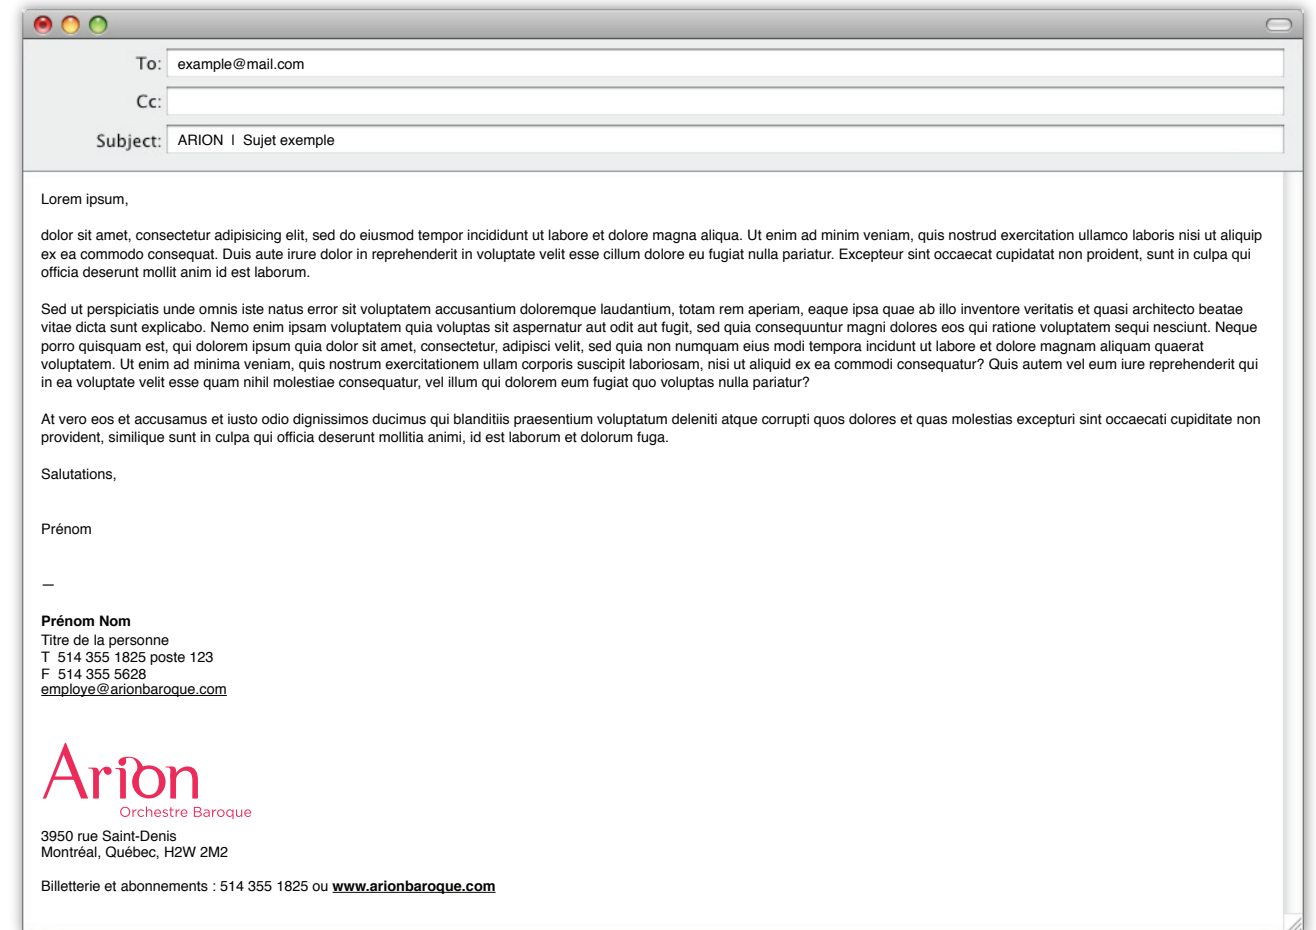 To: example@mail.com
Cc:
Subject: ARION | Sujet exemple
Lorem ipsum,
dolor sit amet, consectetur adipisicing elit, sed do eiusmod tempor incididunt ut labore et dolore magna aliqua. Ut enim ad minim veniam, quis nostrud exercitation ullamco laboris nisi ut aliquip
ex ea commodo consequat. Duis aute irure dolor in reprehenderit in voluptate velit esse cillum dolore eu fugiat nulla pariatur. Excepteur sint occaecat cupidatat non proident, sunt in culpa qui
officia deserunt mollit anim id est laborum.
Sed ut perspiciatis unde omnis iste natus error sit voluptatem accusantium doloremque laudantium, totam rem aperiam, eaque ipsa quae ab illo inventore veritatis et quasi architecto beatae
vitae dicta sunt explicabo. Nemo enim ipsam voluptatem quia voluptas sit aspernatur aut odit aut fugit, sed quia consequuntur magni dolores eos qui ratione voluptatem sequi nesciunt. Neque
porro quisquam est, qui dolorem ipsum quia dolor sit amet, consectetur, adipisci velit, sed quia non numquam eius modi tempora incidunt ut labore et dolore magnam aliquam quaerat
voluptatem. Ut enim ad minima veniam, quis nostrum exercitationem ullam corporis suscipit laboriosam, nisi ut aliquid ex ea commodi consequatur? Quis autem vel eum iure reprehenderit qui
in ea voluptate velit esse quam nihil molestiae consequatur, vel illum qui dolorem eum fugiat quo voluptas nulla pariatur?
At vero eos et accusamus et iusto odio dignissimos ducimus qui blanditiis praesentium voluptatum deleniti atque corrupti quos dolores et quas molestias excepturi sint occaecati cupiditate non
provident, similique sunt in culpa qui officia deserunt mollitia animi, id est laborum et dolorum fuga.
Salutations,
Prénom
—
Prénom Nom
Titre de la personne
T 514 355 1825 poste 123
F 514 355 5628
employe@arionbaroque.com
Arion
Orchestre Baroque
3950 rue Saint-Denis
Montréal, Québec, H2W 2M2
Billetterie et abonnements : 514 355 1825 ou www.arionbaroque.com